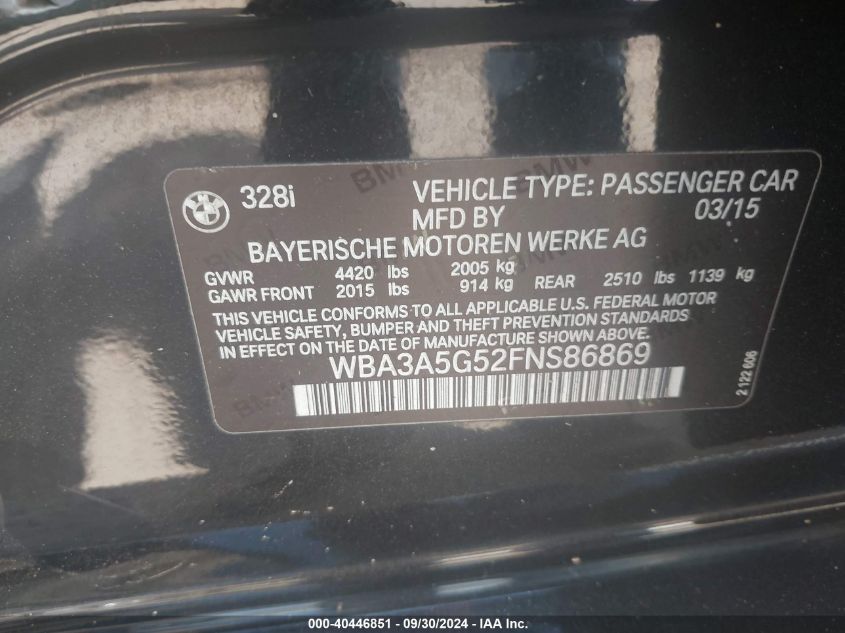 328i VEHICLE TYPE: PASSENGER CAR
MFD BY 03/15
BAYERISCHE MOTOREN WERKE AG
GVWR 4420 lbs 2005 kg
GAWR FRONT 2015 lbs 914 kg REAR 2510 lbs 1139 kg
THIS VEHICLE CONFORMS TO ALL APPLICABLE U.S. FEDERAL MOTOR
VEHICLE SAFETY, BUMPER AND THEFT PREVENTION STANDARDS
IN EFFECT ON THE DATE OF MANUFACTURE SHOWN ABOVE.
WBA3A5G52FNS86869
2 122 606
000-40446851 - 09/30/2024 - IAA Inc.